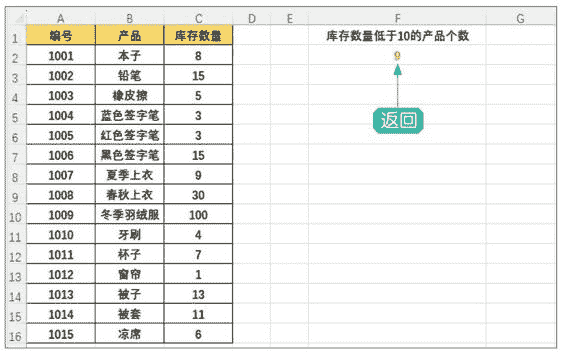 A B C D E F G
1 编号 产品 库存数量 库存数量低于10的产品个数
2 1001 本子 8 9
3 1002 铅笔 15
4 1003 橡皮擦 5
5 1004 蓝色签字笔 3 返回
6 1005 红色签字笔 3
7 1006 黑色签字笔 15
8 1007 夏季上衣 9
9 1008 春秋上衣 30
10 1009 冬季羽绒服 100
11 1010 牙刷 4
12 1011 杯子 7
13 1012 窗帘 1
14 1013 被子 13
15 1014 被套 11
16 1015 凉席 6